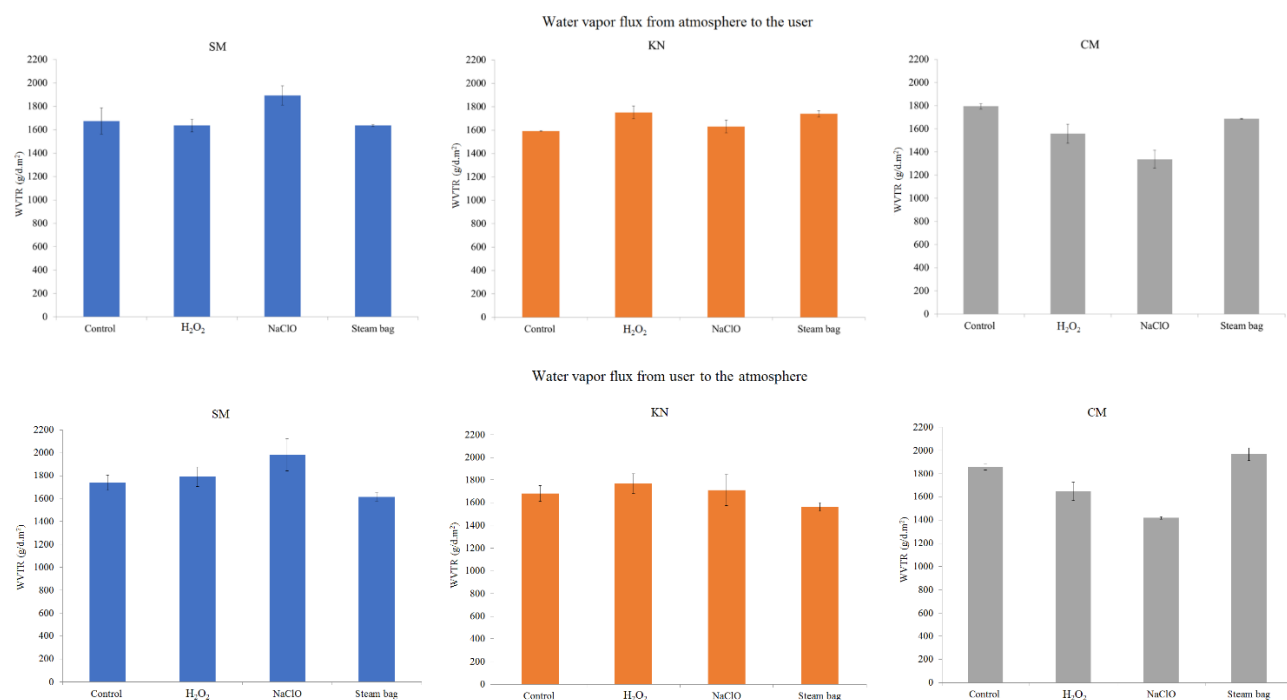 Water vapor flux from atmosphere to the user
SM
WVTR (g/d.m²)
2200
2000
1800
1600
1400
1200
1000
800
600
400
200
0
Control
H₂O₂
NaClO
Steam bag
KN
WVTR (g/d.m²)
2200
2000
1800
1600
1400
1200
1000
800
600
400
200
0
Control
H₂O₂
NaClO
Steam bag
CM
WVTR (g/d.m²)
2200
2000
1800
1600
1400
1200
1000
800
600
400
200
0
Control
H₂O₂
NaClO
Steam bag
Water vapor flux from user to the atmosphere
SM
WVTR (g/d.m²)
2200
2000
1800
1600
1400
1200
1000
800
600
400
200
0
Control
H₂O₂
NaClO
Steam bag
KN
WVTR (g/d.m²)
2200
2000
1800
1600
1400
1200
1000
800
600
400
200
0
Control
H₂O₂
NaClO
Steam bag
CM
WVTR (g/d.m²)
2200
2000
1800
1600
1400
1200
1000
800
600
400
200
0
Control
H₂O₂
NaClO
Steam bag